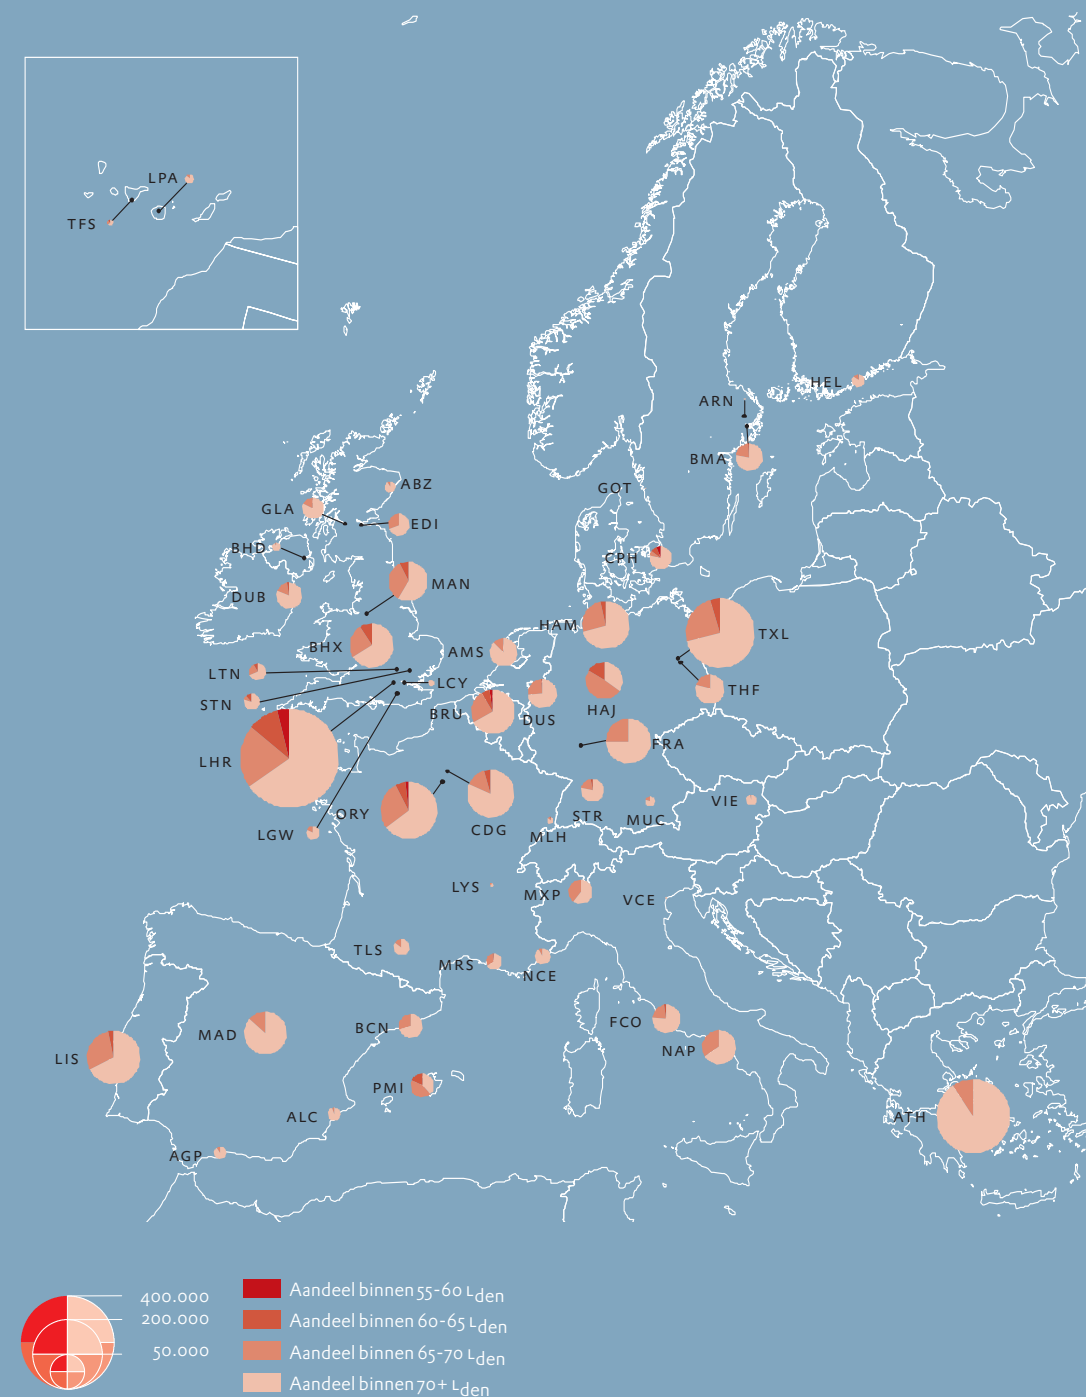 LPA
TFS
HEL
ARN
BMA
ABZ
GOT
GLA
EDI
BHD
CPH
MAN
DUB
HAM
TXL
BHX
AMS
LTN
LCY
THF
STN
BRU
DUS
HAJ
FRA
LHR
VIE
ORY
STR
MUC
CDG
LGW
MLH
LYS
MXP
VCE
TLS
MRS
NCE
FCO
BCN
MAD
NAP
LIS
PMI
ALC
ATH
AGP
400.000
200.000
50.000
Aandeel binnen 55-60 Lden
Aandeel binnen 60-65 Lden
Aandeel binnen 65-70 Lden
Aandeel binnen 70+ Lden